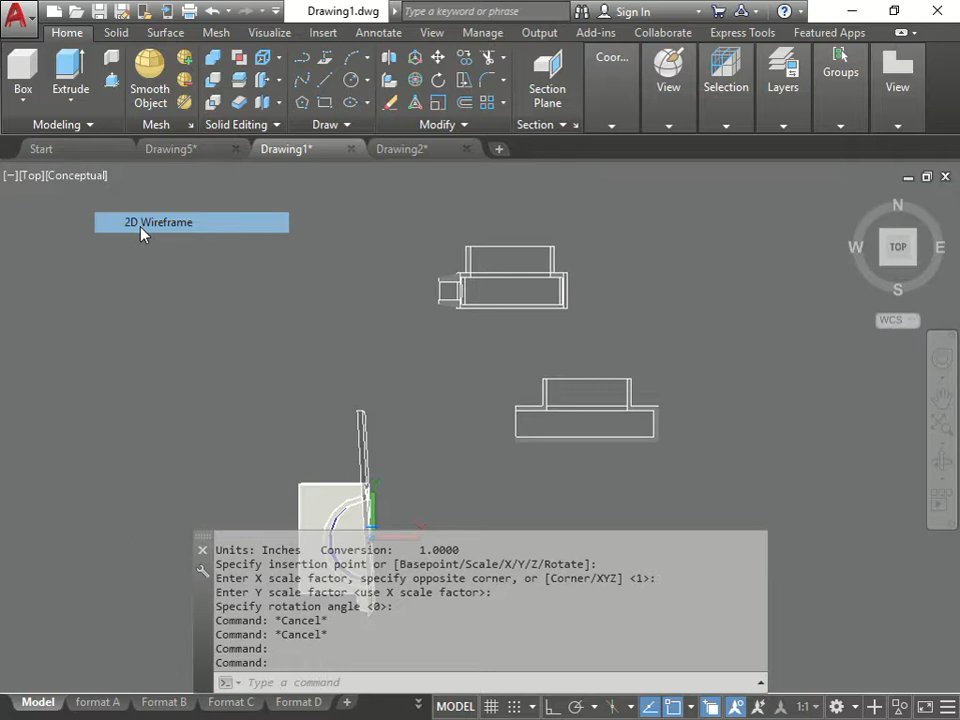 A Drawing1.dwg Type a keyword or phrase Sign In ?
Home Solid Surface Mesh Visualize Insert Annotate View Manage Output Add-ins Collaborate Express Tools Featured Apps
Box Extrude Smooth Object Section Plane Coor... View Selection Layers Groups View
Modeling Mesh Solid Editing Draw Modify Section
Start Drawing5* Drawing1* Drawing2*
[−][Top][Conceptual]
2D Wireframe
N
W TOP E
S
WCS
Units: Inches Conversion: 1.0000
Specify insertion point or [Basepoint/Scale/X/Y/Z/Rotate]:
Enter X scale factor, specify opposite corner, or [Corner/XYZ] <1>:
Enter Y scale factor <use X scale factor>:
Specify rotation angle <0>:
Command: *Cancel*
Command: *Cancel*
Command:
Command:
Type a command
Model format A Format B Format C Format D + MODEL 1:1